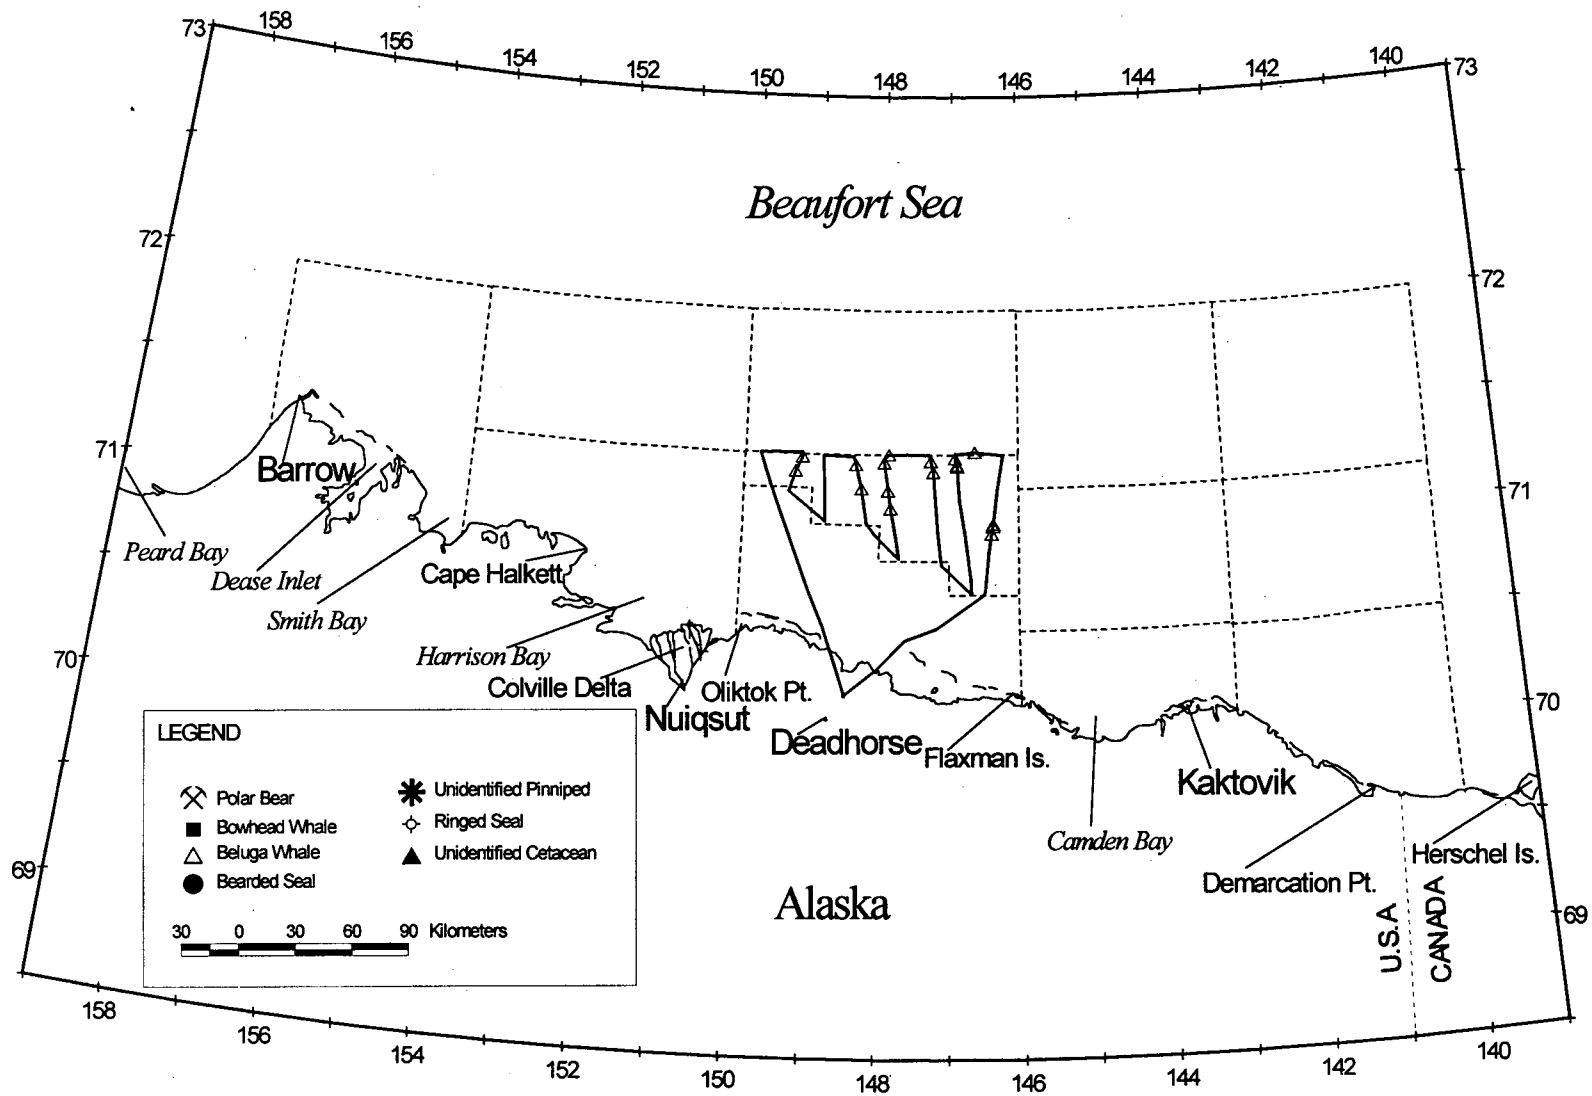 73
158
156
154
152
150
148
146
144
142
140
73
Beaufort Sea
72
72
71
Barrow
71
Peard Bay
Dease Inlet
Cape Halkett
Smith Bay
Harrison Bay
70
Colville Delta
Oliktok Pt.
70
Nuiqsut
Deadhorse
Flaxman Is.
Kaktovik
Camden Bay
Herschel Is.
Demarcation Pt.
LEGEND
Polar Bear
Unidentified Pinniped
Bowhead Whale
Ringed Seal
Beluga Whale
Unidentified Cetacean
Bearded Seal
30 0 30 60 90 Kilometers
69
Alaska
69
U.S.A
CANADA
158
156
154
152
150
148
146
144
142
140